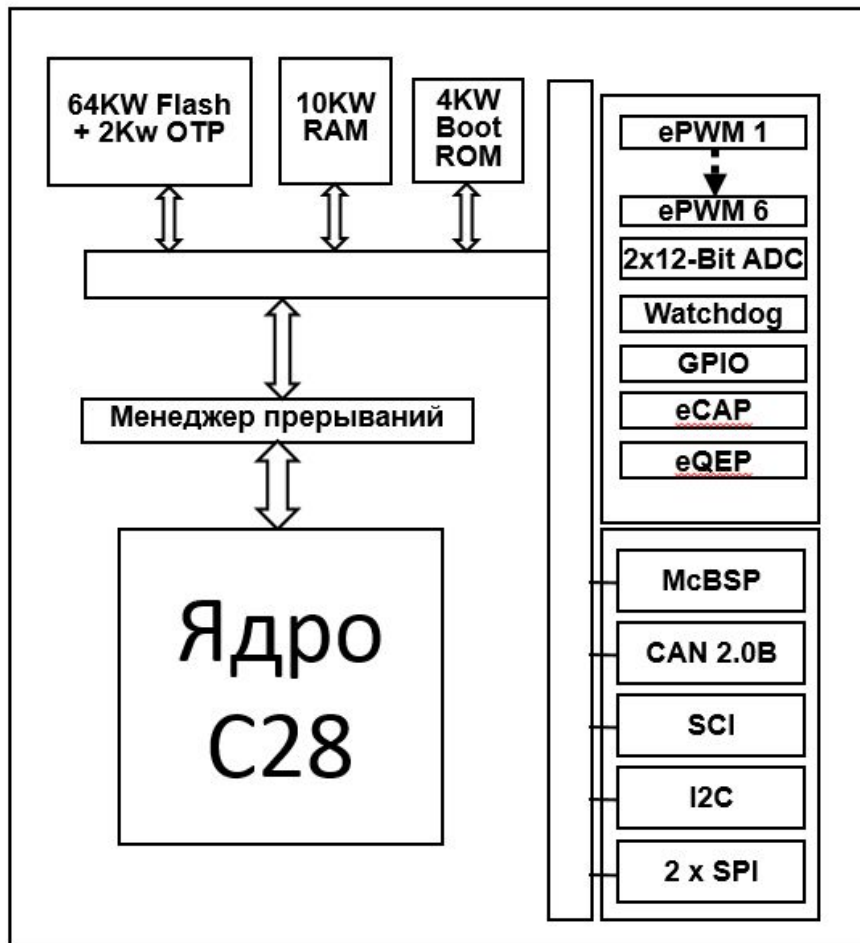 64KW Flash
+ 2Kw OTP
10KW
RAM
4KW
Boot
ROM
ePWM 1
ePWM 6
2x12-Bit ADC
Watchdog
GPIO
eCAP
eQEP
Менеджер прерываний
Ядро
C28
McBSP
CAN 2.0B
SCI
I2C
2 x SPI